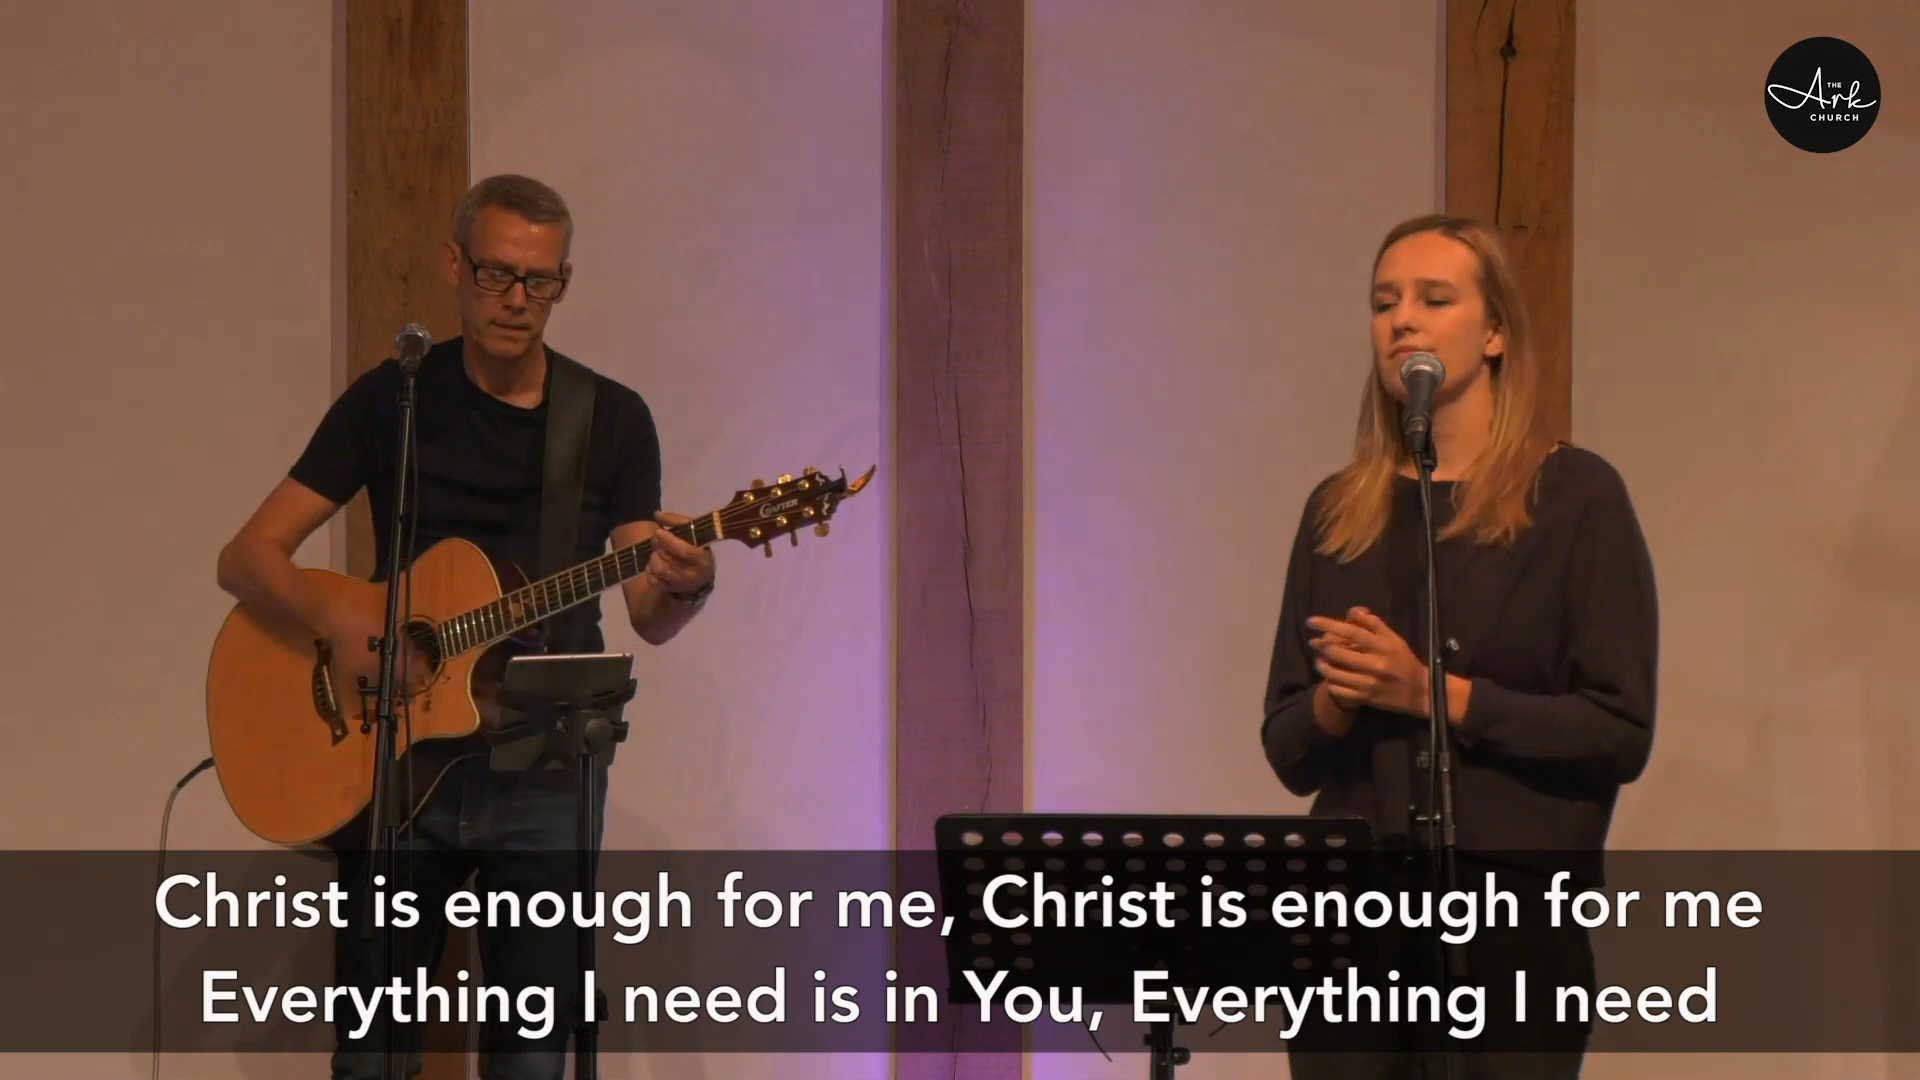 THE
Ark
CHURCH
CRAFTER
Christ is enough for me, Christ is enough for me
Everything I need is in You, Everything I need